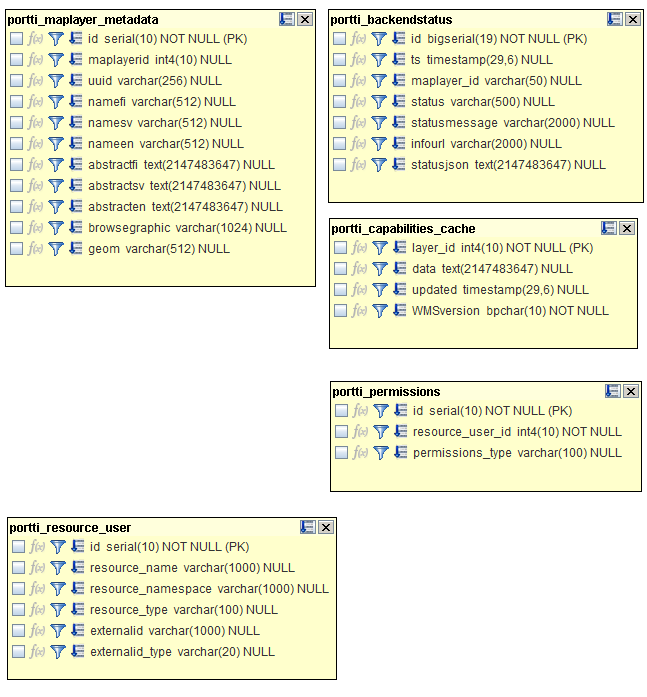 portti_maplayer_metadata
id serial(10) NOT NULL (PK)
maplayerid int4(10) NULL
uuid varchar(256) NULL
namefi varchar(512) NULL
namesv varchar(512) NULL
nameen varchar(512) NULL
abstractfi text(2147483647) NULL
abstractsv text(2147483647) NULL
abstracten text(2147483647) NULL
browsegraphic varchar(1024) NULL
geom varchar(512) NULL
portti_backendstatus
id bigserial(19) NOT NULL (PK)
ts timestamp(29,6) NULL
maplayer_id varchar(50) NULL
status varchar(500) NULL
statusmessage varchar(2000) NULL
infourl varchar(2000) NULL
statusjson text(2147483647) NULL
portti_capabilities_cache
layer_id int4(10) NOT NULL (PK)
data text(2147483647) NULL
updated timestamp(29,6) NULL
WMSversion bpchar(10) NOT NULL
portti_permissions
id serial(10) NOT NULL (PK)
resource_user_id int4(10) NOT NULL
permissions_type varchar(100) NULL
portti_resource_user
id serial(10) NOT NULL (PK)
resource_name varchar(1000) NULL
resource_namespace varchar(1000) NULL
resource_type varchar(100) NULL
externalid varchar(1000) NULL
externalid_type varchar(20) NULL